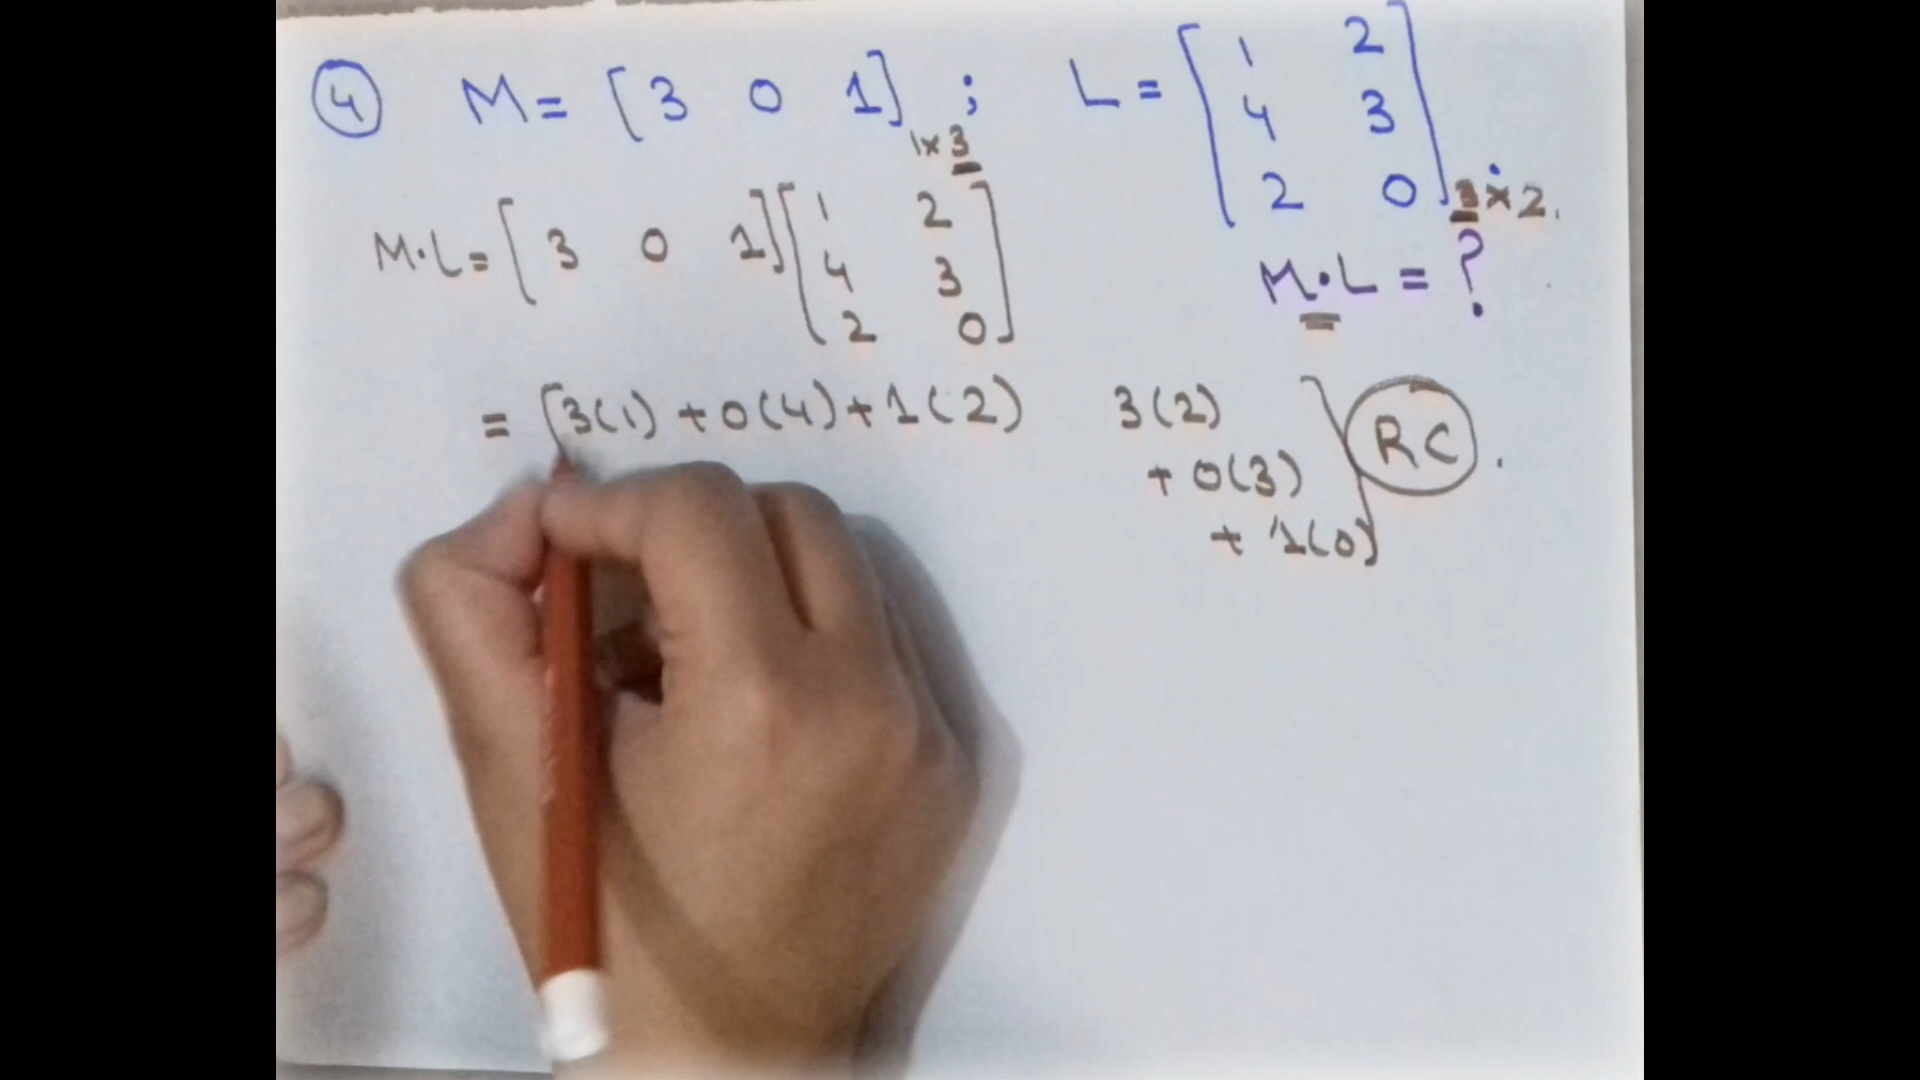 ④ M = [3 0 1] 1×3 ; L = [1 2
4 3
2 0] 3×2.
M·L = ?
M·L = [3 0 1] [1 2
4 3
2 0]
= [3(1) + 0(4) + 1(2) 3(2)
+ 0(3)
+ 1(0)] RC.